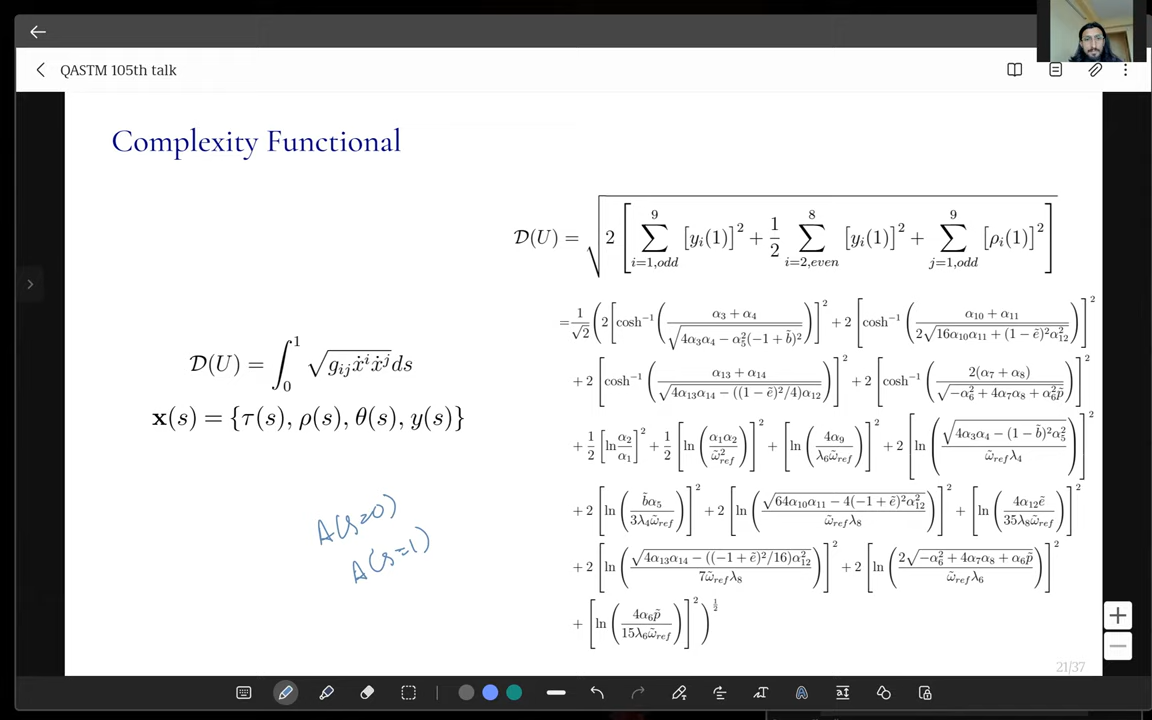 QASTM 105th talk
Complexity Functional
𝒟(U) = √(2[∑_{i=1,odd}^{9} [y_i(1)]² + 1/2 ∑_{i=2,even}^{8} [y_i(1)]² + ∑_{j=1,odd}^{9} [ρ_i(1)]²])
= 1/√2 (2[cosh⁻¹((α₃ + α₄)/√(4α₃α₄ − α₅²(−1 + b̃)²))]² + 2[cosh⁻¹((α₁₀ + α₁₁)/(2√(16α₁₀α₁₁ + (1 − ẽ)²α₁₂²)))]²
+ 2[cosh⁻¹((α₁₃ + α₁₄)/√(4α₁₃α₁₄ − ((1 − ẽ)²/4)α₁₂))]² + 2[cosh⁻¹(2(α₇ + α₈)/√(−α₆² + 4α₇α₈ + α₆²p̃))]²
+ 1/2 [ln α₂/α₁]² + 1/2 [ln(α₁α₂/ω̃²_ref)]² + [ln(4α₉/(λ₆ω̃_ref))]² + 2[ln(√(4α₃α₄ − (1 − b̃)²α₅²)/(ω̃_ref λ₄))]²
+ 2[ln(b̃α₅/(3λ₄ω̃_ref))]² + 2[ln(√(64α₁₀α₁₁ − 4(−1 + ẽ)²α₁₂²)/(ω̃_ref λ₈))]² + [ln(4α₁₂ẽ/(35λ₈ω̃_ref))]²
+ 2[ln(√(4α₁₃α₁₄ − ((−1 + ẽ)²/16)α₁₂²)/(7ω̃_ref λ₈))]² + 2[ln(2√(−α₆² + 4α₇α₈ + α₆p̃)/(ω̃_ref λ₆))]²
+ [ln(4α₆p̃/(15λ₆ω̃_ref))]²)^{1/2}
𝒟(U) = ∫₀¹ √(g_{ij}ẋ^iẋ^j) ds
x(s) = {τ(s), ρ(s), θ(s), y(s)}
A(s=0)
A(s=1)
21/37